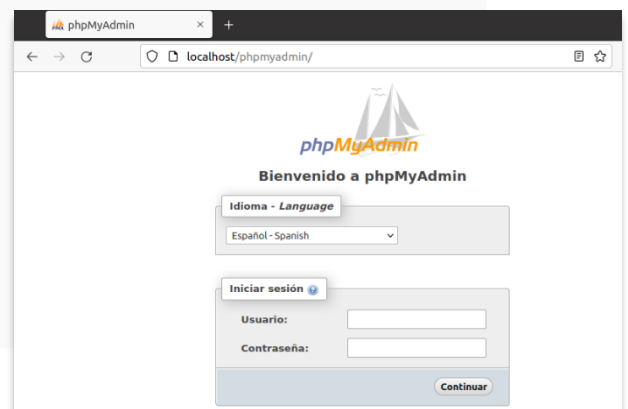 phpMyAdmin
localhost/phpmyadmin/
phpMyAdmin
Bienvenido a phpMyAdmin
Idioma - Language
Español - Spanish
Iniciar sesión
Usuario:
Contraseña:
Continuar